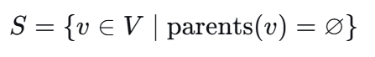 S = {v ∈ V | parents(v) = ∅}